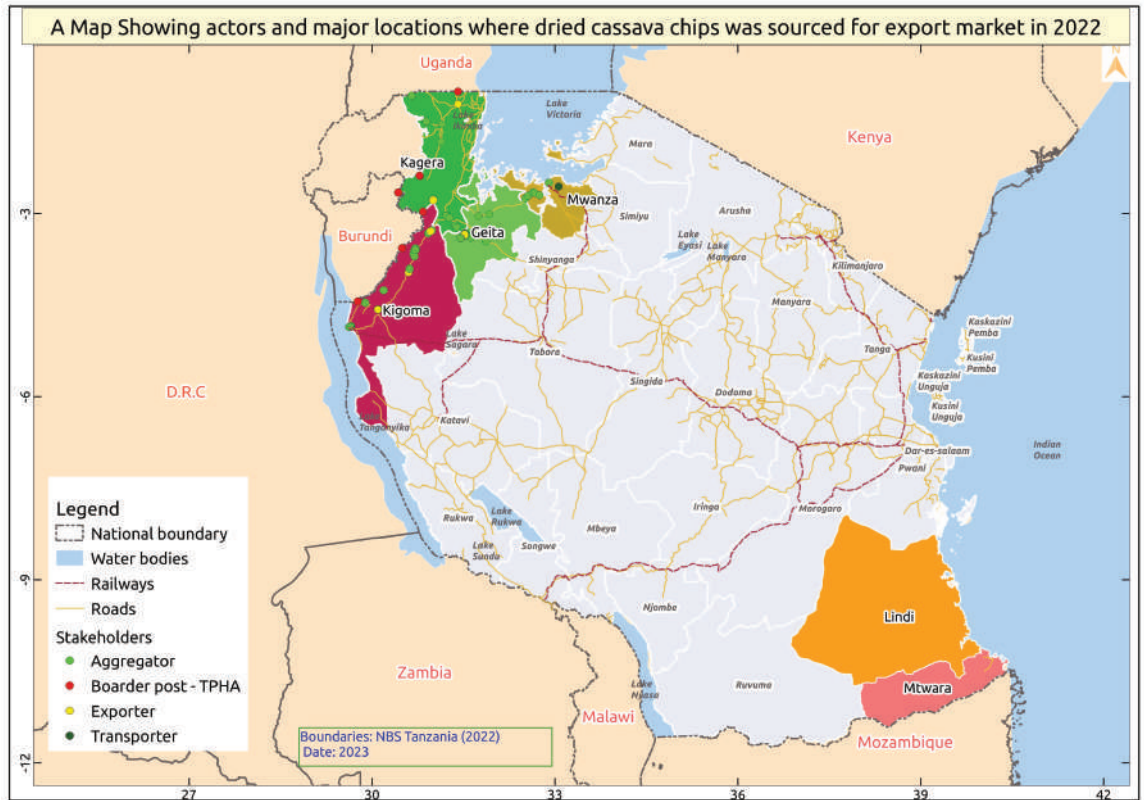 A Map Showing actors and major locations where dried cassava chips was sourced for export market in 2022
N
Uganda
Lake
Victoria
Lake
Ikimba
Kenya
Mara
Kagera
Mwanza
Simiyu
Arusha
-3
Burundi
Geita
Lake
Eyasi
Lake
Manyara
Shinyanga
Kilimanjaro
Manyara
Kigoma
Kaskazini
Pemba
Lake
Sagara
Tabora
Tanga
Kusini
Pemba
Singida
Kaskazini
Unguja
D.R.C
Dodoma
-6
Kusini
Unguja
Tanganyika
Katavi
Dar-es-salaam
Indian
Ocean
Pwani
Legend
National boundary
Water bodies
Railways
Roads
Stakeholders
Aggregator
Boarder post - TPHA
Exporter
Transporter
Rukwa
Lake
Rukwa
Iringa
Morogoro
Mbeya
Lake
Sunda
Songwe
-9
Njombe
Lindi
Zambia
Lake
Nyasa
Ruvuma
Mtwara
Malawi
Mozambique
Boundaries: NBS Tanzania (2022)
Date: 2023
-12
27
30
33
36
39
42